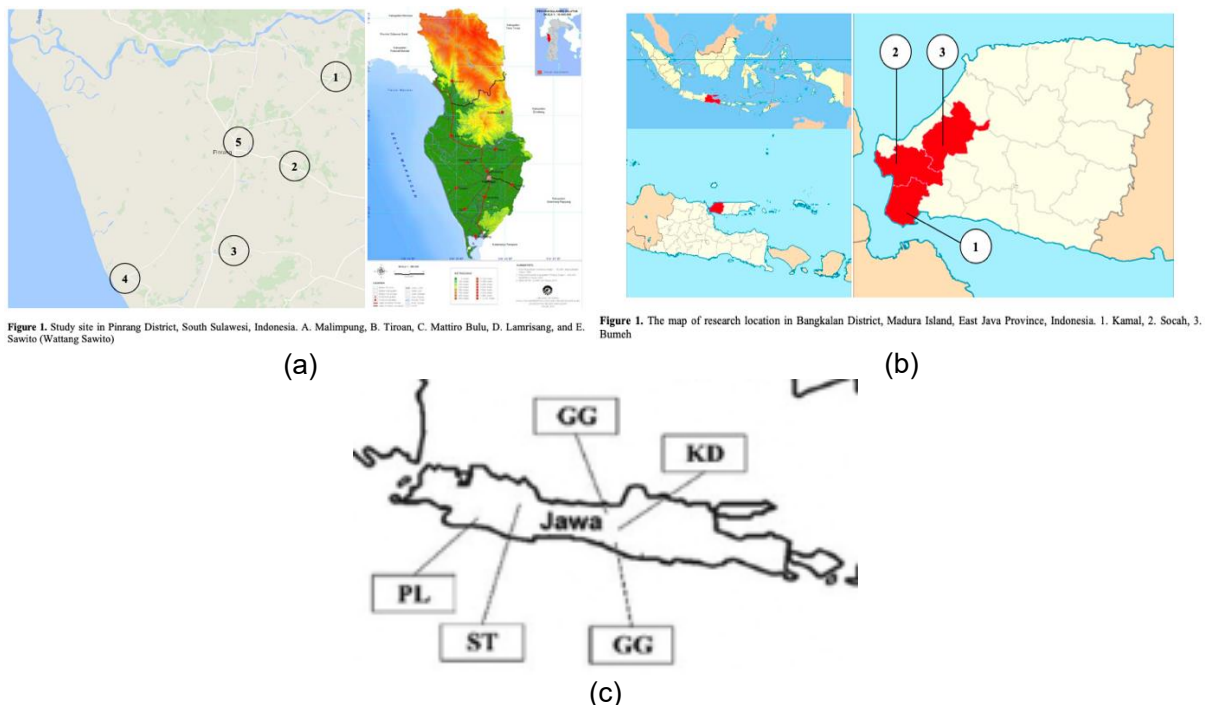 1
5
Pinrang
2
3
4
Figure 1. Study site in Pinrang District, South Sulawesi, Indonesia. A. Malimpung, B. Tiroan, C. Mattiro Bulu, D. Lamrisang, and E.
Sawito (Wattang Sawito)
(a)
2
3
1
Figure 1. The map of research location in Bangkalan District, Madura Island, East Java Province, Indonesia. 1. Kamal, 2. Socah, 3.
Bumeh
(b)
GG
KD
Jawa
PL
ST
GG
(c)